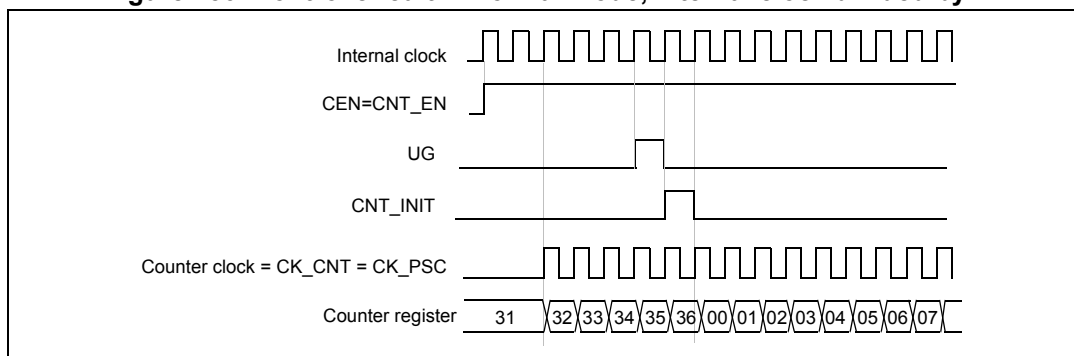 Internal clock
CEN=CNT_EN
UG
CNT_INIT
Counter clock = CK_CNT = CK_PSC
Counter register 31 32 33 34 35 36 00 01 02 03 04 05 06 07